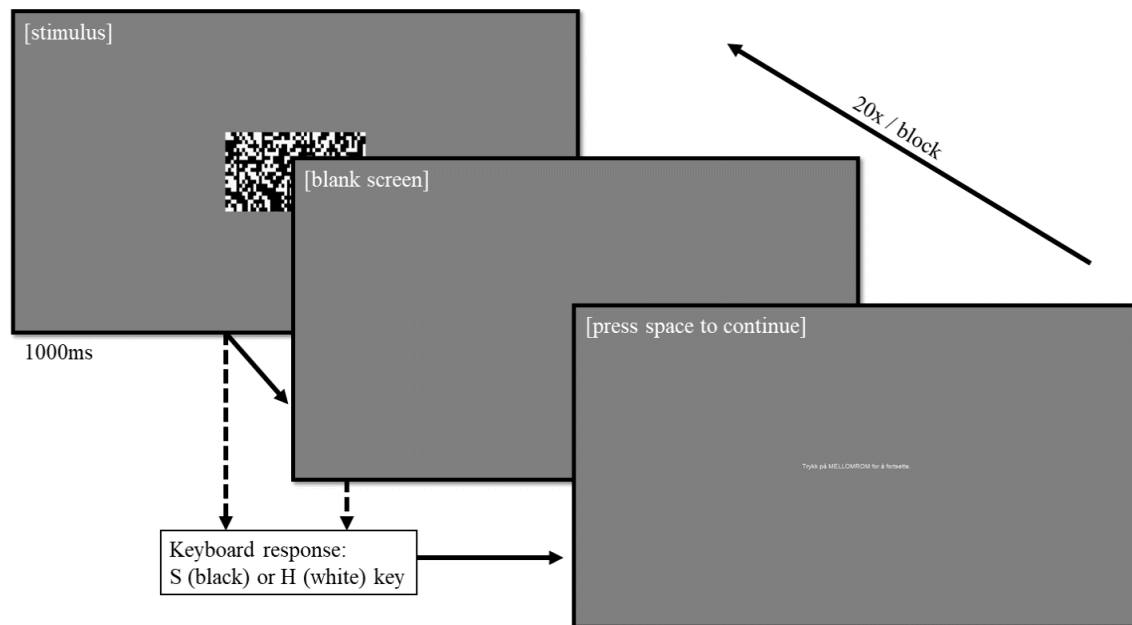 [stimulus]
20x / block
[blank screen]
[press space to continue]
1000ms
Trykk på MELLOMROM for å fortsette.
Keyboard response:
S (black) or H (white) key